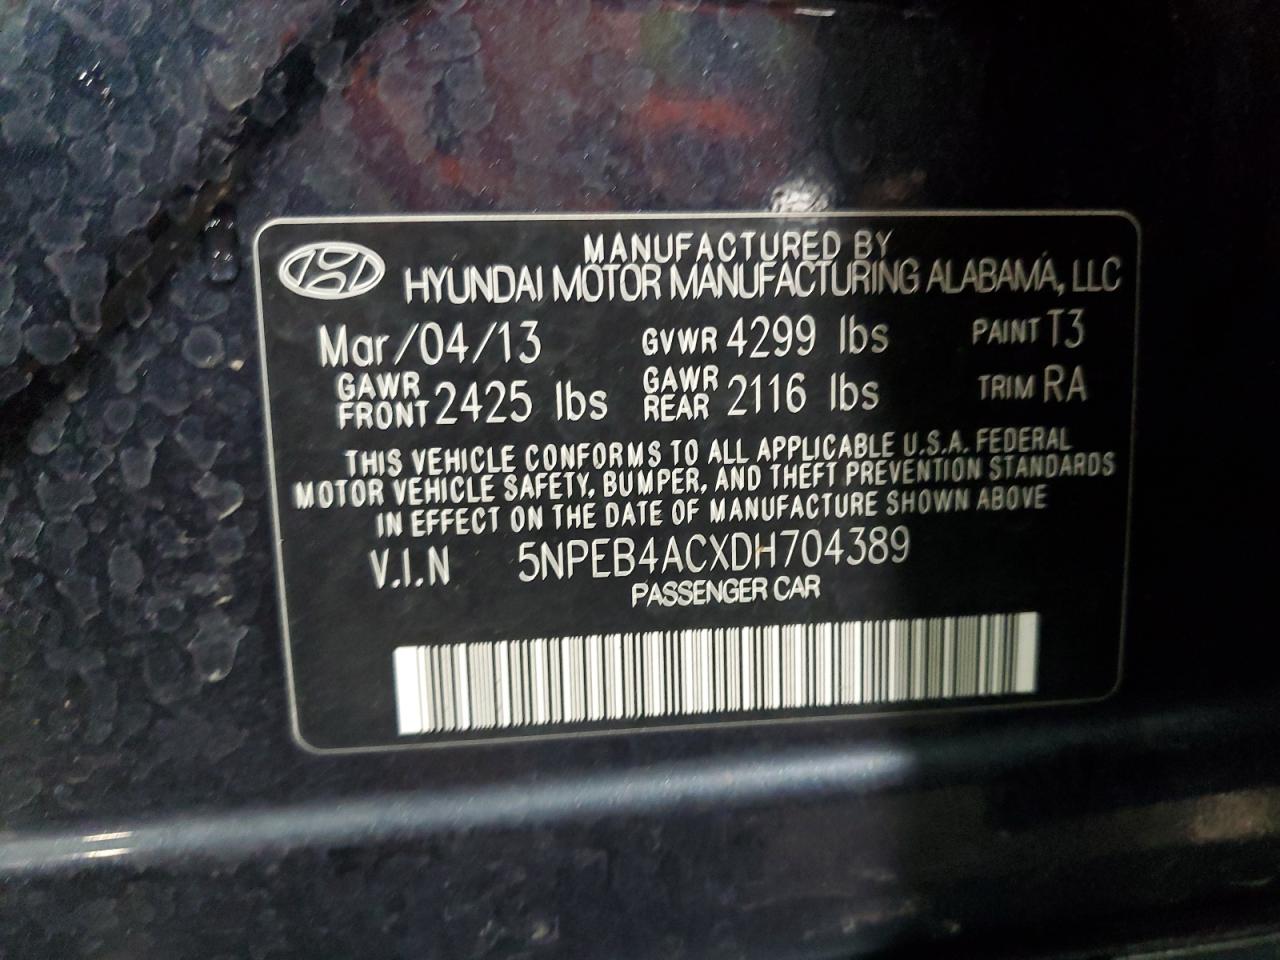 MANUFACTURED BY
HYUNDAI MOTOR MANUFACTURING ALABAMA, LLC
Mar/04/13 GVWR 4299 lbs PAINT T3
GAWR FRONT 2425 lbs GAWR REAR 2116 lbs TRIM RA
THIS VEHICLE CONFORMS TO ALL APPLICABLE U.S.A. FEDERAL
MOTOR VEHICLE SAFETY, BUMPER, AND THEFT PREVENTION STANDARDS
IN EFFECT ON THE DATE OF MANUFACTURE SHOWN ABOVE
V.I.N 5NPEB4ACXDH704389
PASSENGER CAR